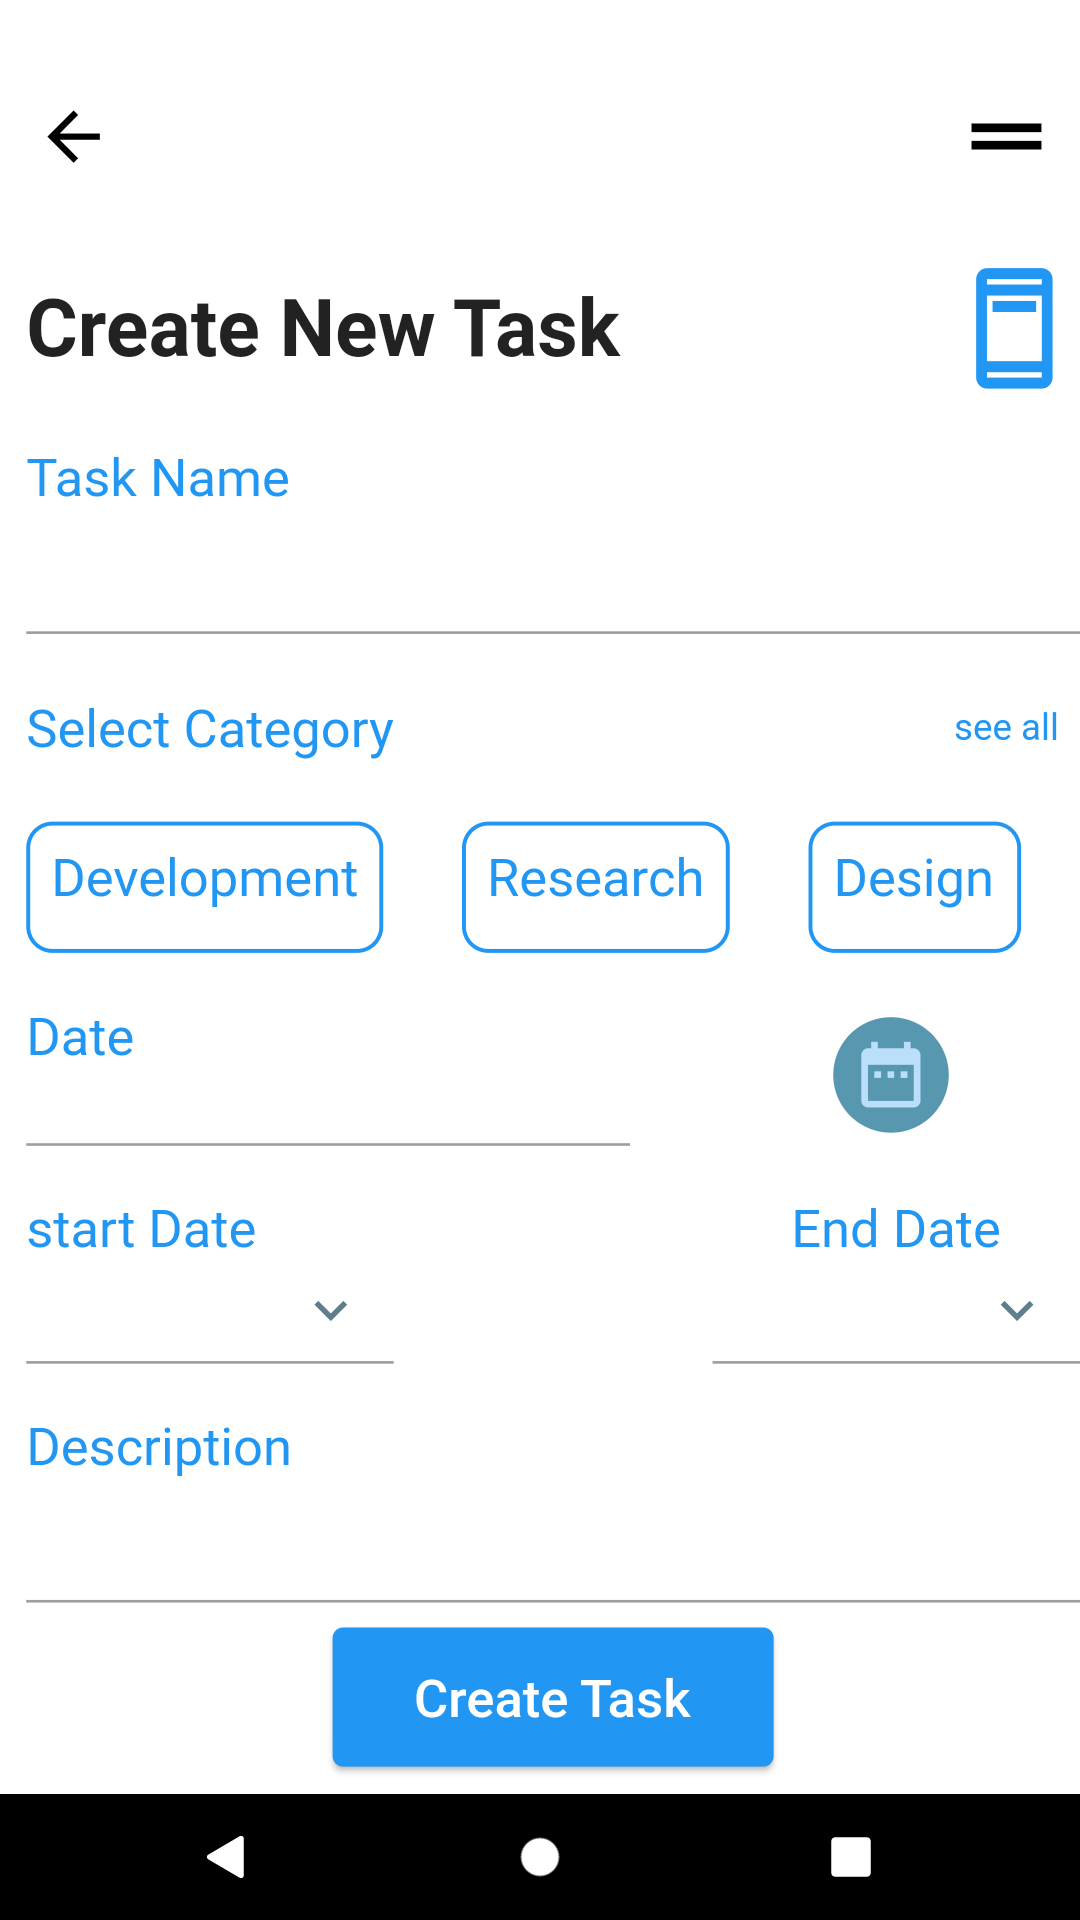 Create New Task
Task Name
Select Category see all
Development Research Design
Date
start Date End Date
Description
Create Task